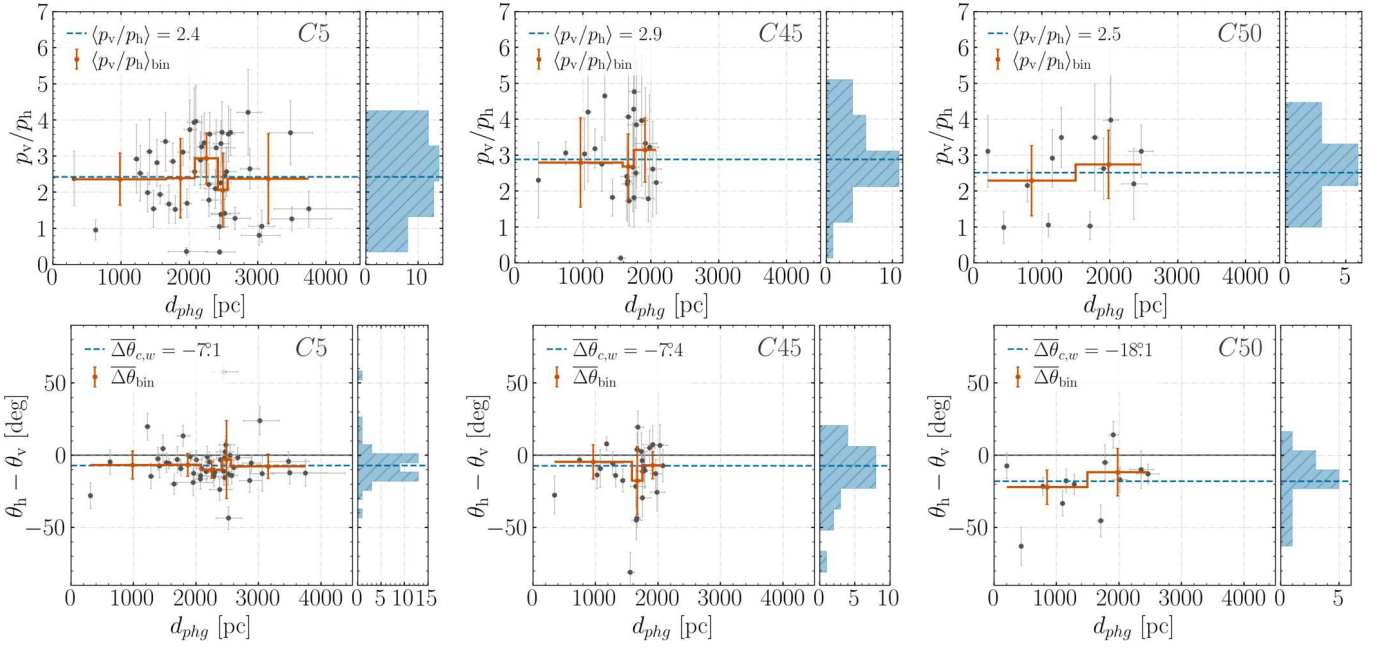 7
6
5
4
3
2
1
0
p_v/p_h
⟨p_v/p_h⟩ = 2.4
⟨p_v/p_h⟩_bin
C5
0 1000 2000 3000 4000
0 10
d_phg [pc]
7
6
5
4
3
2
1
0
p_v/p_h
⟨p_v/p_h⟩ = 2.9
⟨p_v/p_h⟩_bin
C45
0 1000 2000 3000 4000
0 5 10
d_phg [pc]
7
6
5
4
3
2
1
0
p_v/p_h
⟨p_v/p_h⟩ = 2.5
⟨p_v/p_h⟩_bin
C50
0 1000 2000 3000 4000
0 5
d_phg [pc]
50
0
−50
θ_h − θ_v [deg]
Δθ_c,w = −7°.1
Δθ_bin
C5
0 1000 2000 3000 4000
0 5 10 15
d_phg [pc]
50
0
−50
θ_h − θ_v [deg]
Δθ_c,w = −7°.4
Δθ_bin
C45
0 1000 2000 3000 4000
0 5 10
d_phg [pc]
50
0
−50
θ_h − θ_v [deg]
Δθ_c,w = −18°.1
Δθ_bin
C50
0 1000 2000 3000 4000
0 5
d_phg [pc]